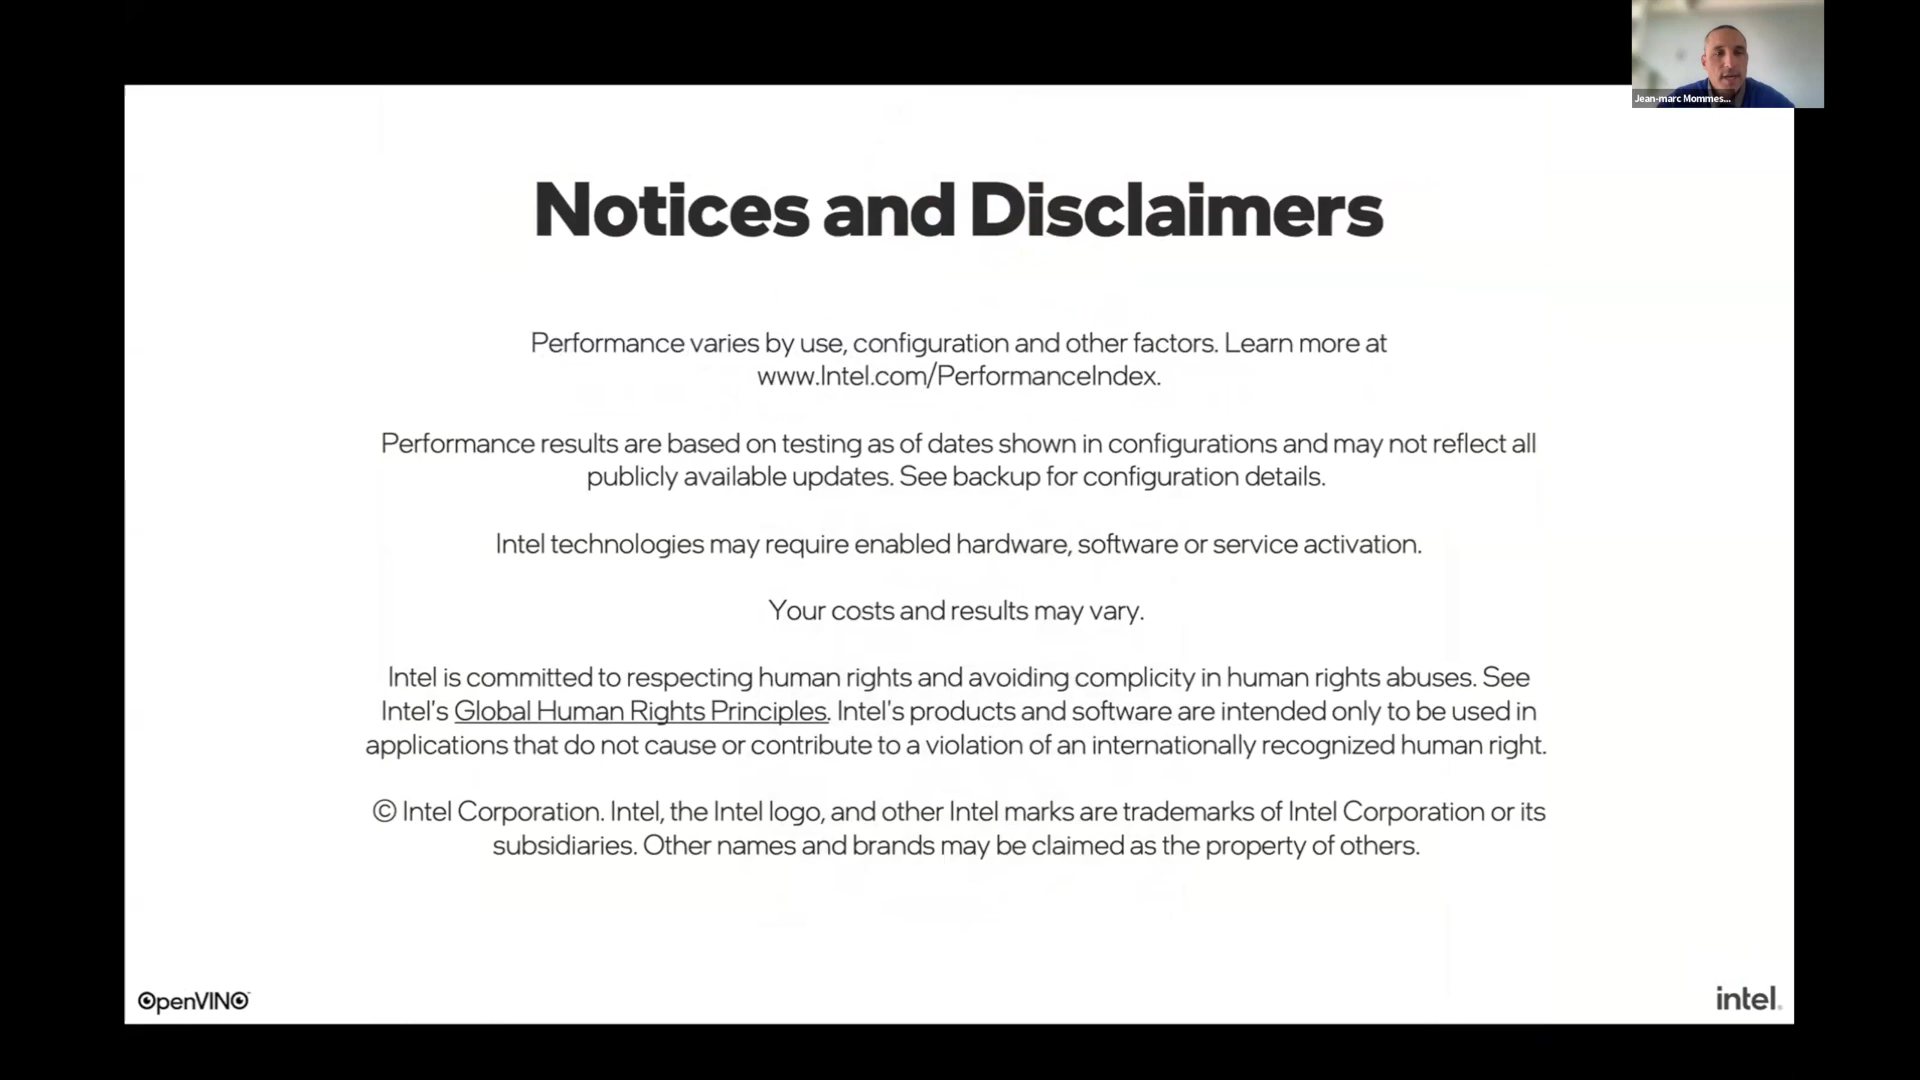 Jean-marc Mommes...
Notices and Disclaimers
Performance varies by use, configuration and other factors. Learn more at
www.Intel.com/PerformanceIndex.
Performance results are based on testing as of dates shown in configurations and may not reflect all
publicly available updates. See backup for configuration details.
Intel technologies may require enabled hardware, software or service activation.
Your costs and results may vary.
Intel is committed to respecting human rights and avoiding complicity in human rights abuses. See
Intel's Global Human Rights Principles. Intel's products and software are intended only to be used in
applications that do not cause or contribute to a violation of an internationally recognized human right.
© Intel Corporation. Intel, the Intel logo, and other Intel marks are trademarks of Intel Corporation or its
subsidiaries. Other names and brands may be claimed as the property of others.
OpenVINO
intel.